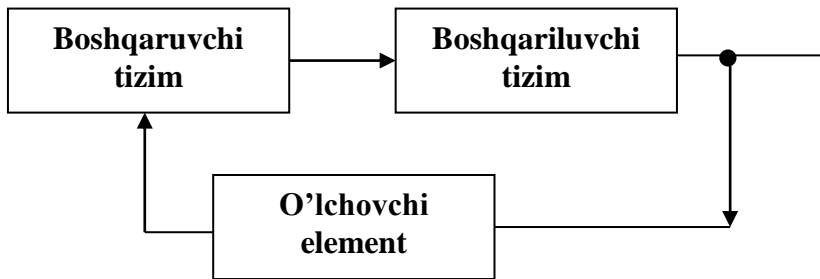 Boshqaruvchi
tizim
Boshqariluvchi
tizim
O’lchovchi
element